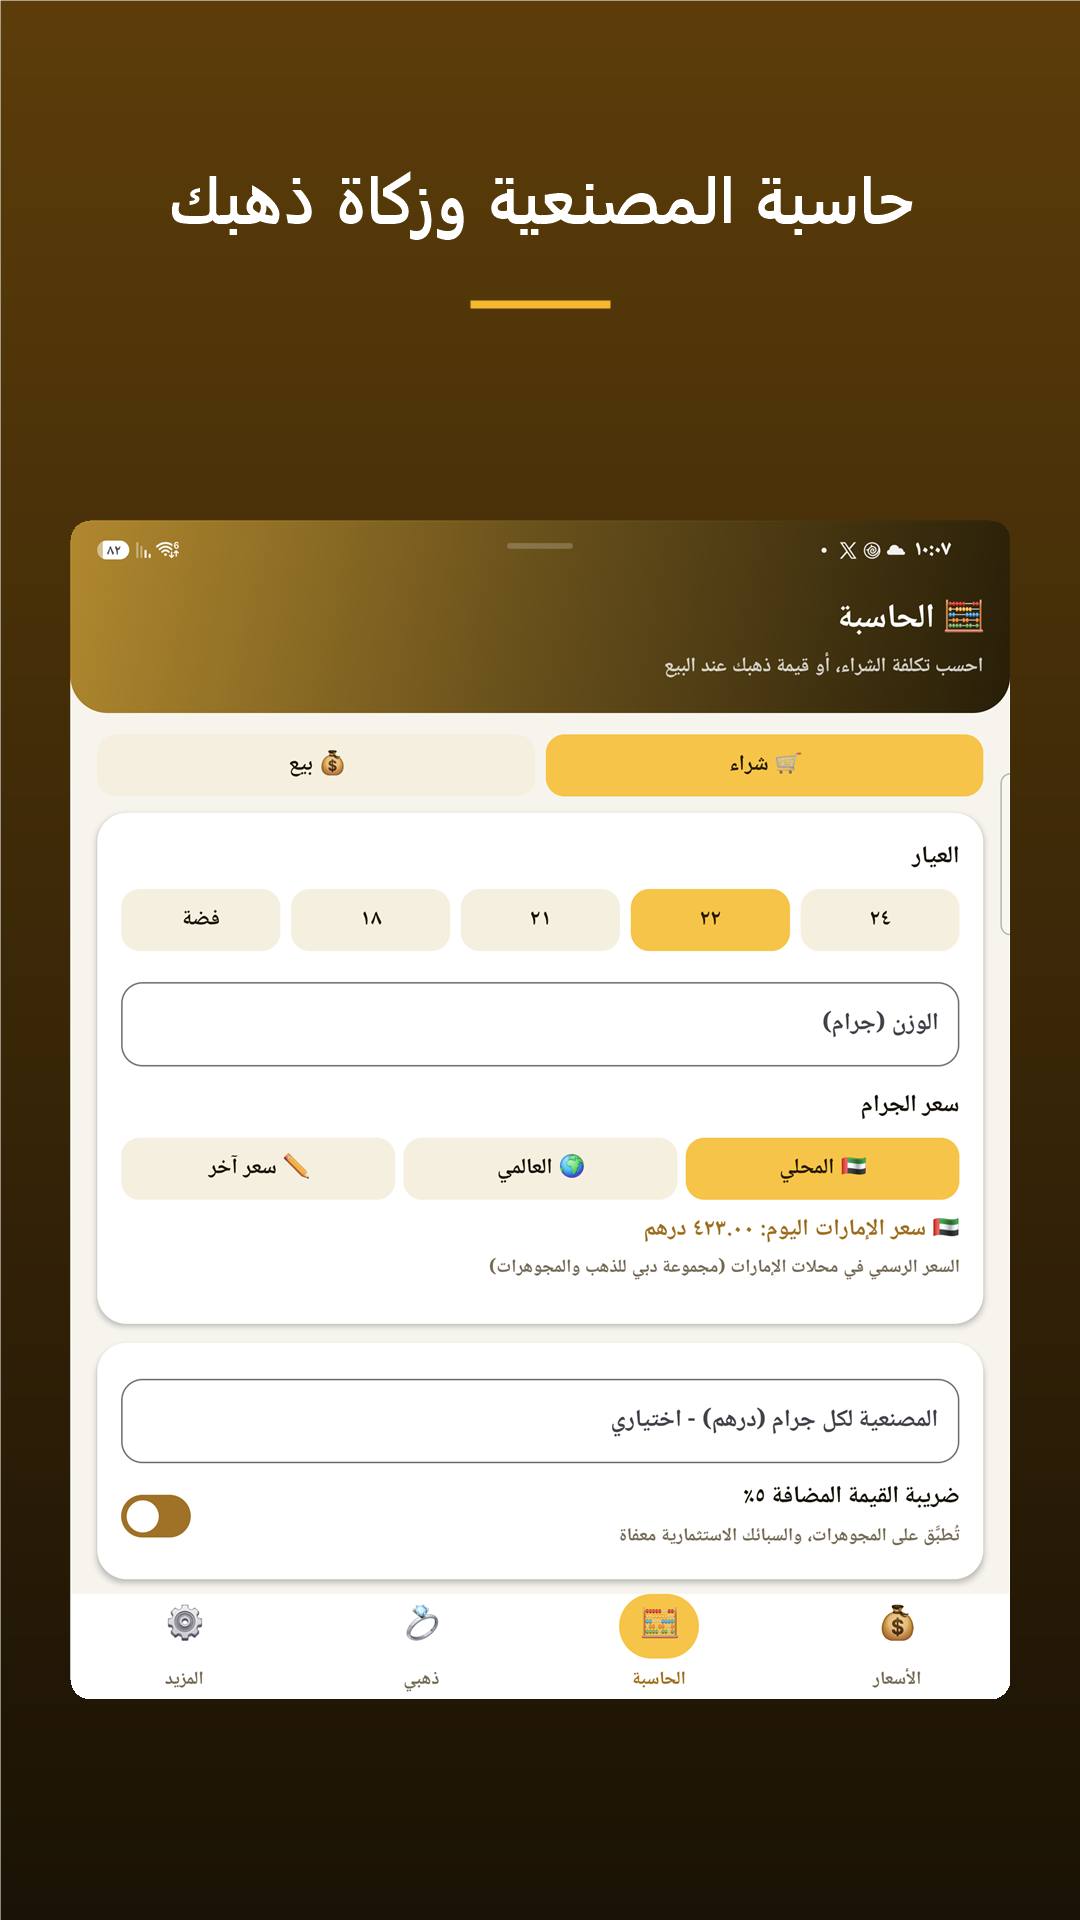 حاسبة المصنعية وزكاة ذهبك
١٠:٠٧
٨٢
الحاسبة
احسب تكلفة الشراء، أو قيمة ذهبك عند البيع
شراء
بيع
العيار
٢٤
٢٢
٢١
١٨
فضة
الوزن (جرام)
سعر الجرام
المحلي
العالمي
سعر آخر
سعر الإمارات اليوم: ٤٢٣.٠٠ درهم
السعر الرسمي في محلات الإمارات (مجموعة دبي للذهب والمجوهرات)
المصنعية لكل جرام (درهم) - اختياري
ضريبة القيمة المضافة ٥٪
تُطبَّق على المجوهرات، والسبائك الاستثمارية معفاة
الأسعار
الحاسبة
ذهبي
المزيد